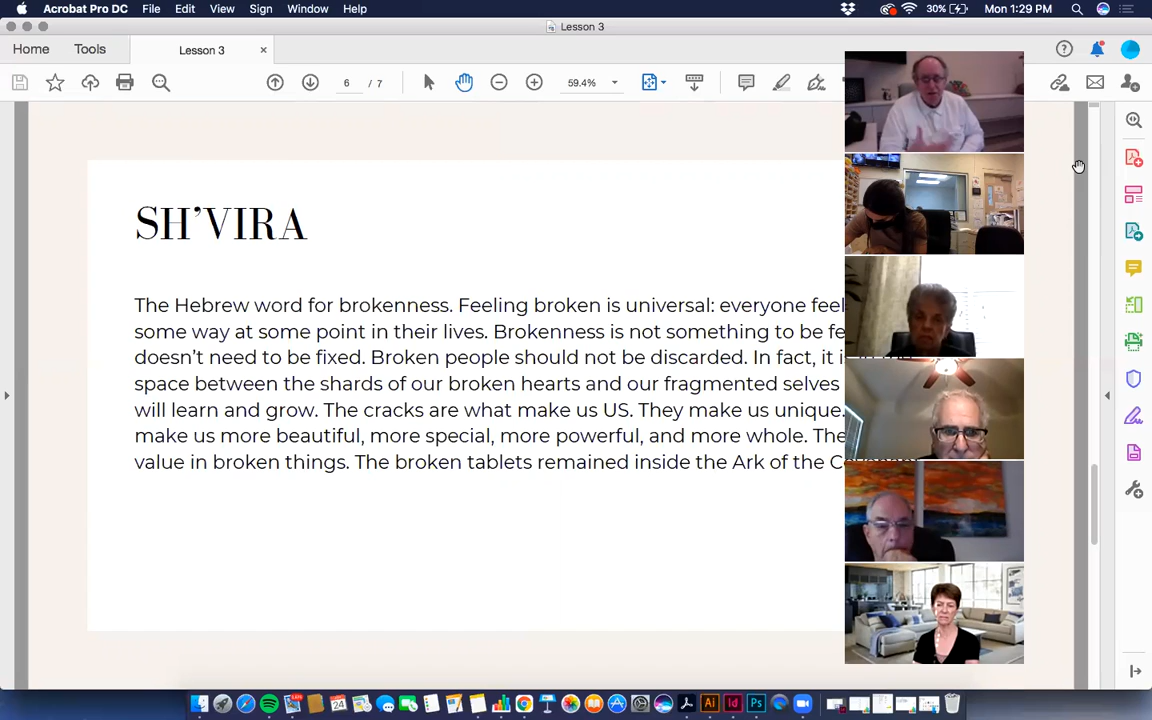 Acrobat Pro DC File Edit View Sign Window Help 30% Mon 1:29 PM
Lesson 3
Home Tools Lesson 3
6 / 7 59.4%
SH’VIRA
The Hebrew word for brokenness. Feeling broken is universal: everyone feel
some way at some point in their lives. Brokenness is not something to be fe
doesn’t need to be fixed. Broken people should not be discarded. In fact, it i
space between the shards of our broken hearts and our fragmented selves
will learn and grow. The cracks are what make us US. They make us unique.
make us more beautiful, more special, more powerful, and more whole. The
value in broken things. The broken tablets remained inside the Ark of the C